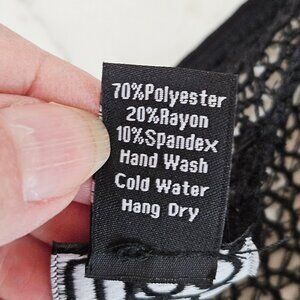 70%Polyester
20%Rayon
10%Spandex
Hand Wash
Cold Water
Hang Dry